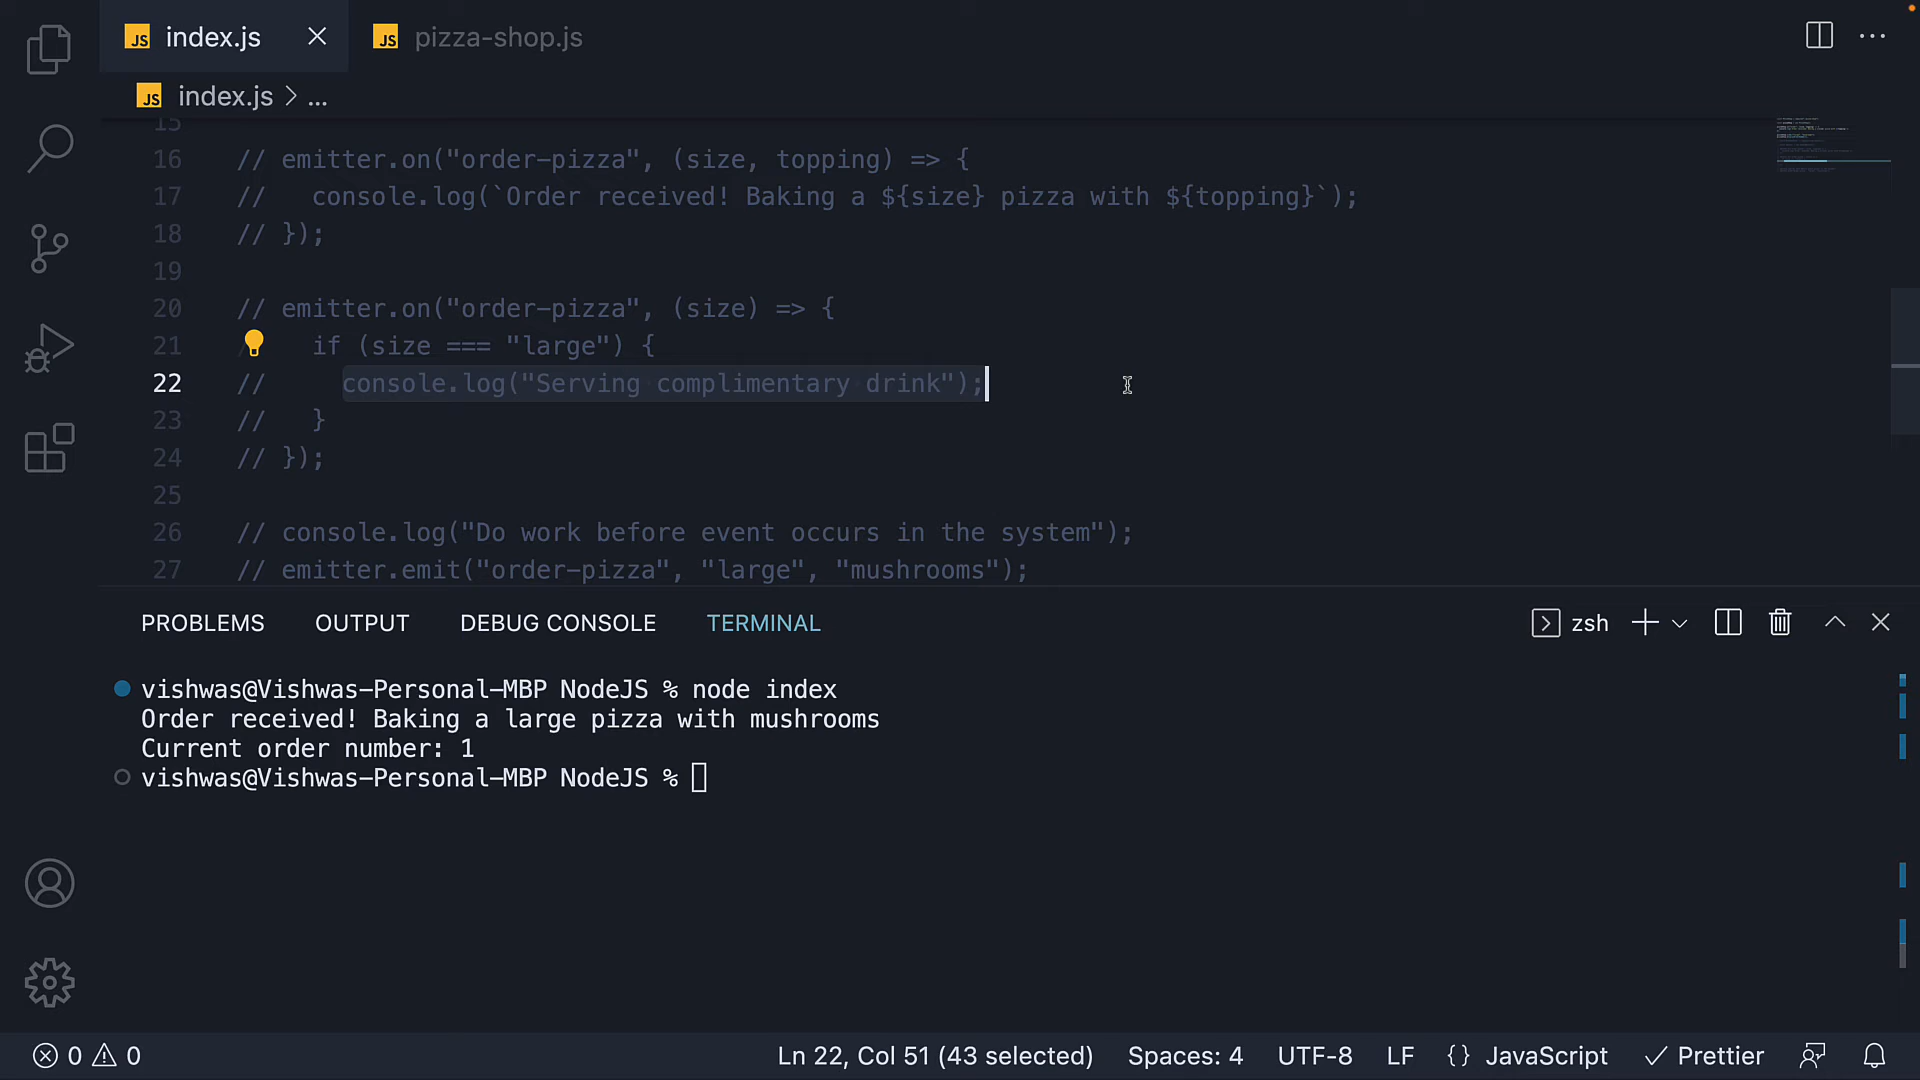 JS index.js JS pizza-shop.js
JS index.js > ...
15
16 // emitter.on("order-pizza", (size, topping) => {
17 //   console.log(`Order received! Baking a ${size} pizza with ${topping}`);
18 // });
19
20 // emitter.on("order-pizza", (size) => {
21 if (size === "large") {
22 //     console.log("Serving complimentary drink");
23 //   }
24 // });
25
26 // console.log("Do work before event occurs in the system");
27 // emitter.emit("order-pizza", "large", "mushrooms");
PROBLEMS OUTPUT DEBUG CONSOLE TERMINAL zsh
vishwas@Vishwas-Personal-MBP NodeJS % node index
Order received! Baking a large pizza with mushrooms
Current order number: 1
vishwas@Vishwas-Personal-MBP NodeJS %
0 0 Ln 22, Col 51 (43 selected) Spaces: 4 UTF-8 LF {} JavaScript Prettier